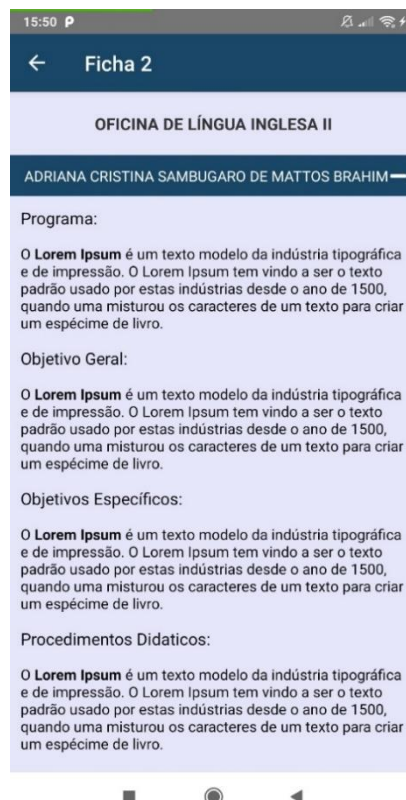 15:50 P
Ficha 2
OFICINA DE LÍNGUA INGLESA II
ADRIANA CRISTINA SAMBUGARO DE MATTOS BRAHIM
Programa:
O Lorem Ipsum é um texto modelo da indústria tipográfica
e de impressão. O Lorem Ipsum tem vindo a ser o texto
padrão usado por estas indústrias desde o ano de 1500,
quando uma misturou os caracteres de um texto para criar
um espécime de livro.
Objetivo Geral:
O Lorem Ipsum é um texto modelo da indústria tipográfica
e de impressão. O Lorem Ipsum tem vindo a ser o texto
padrão usado por estas indústrias desde o ano de 1500,
quando uma misturou os caracteres de um texto para criar
um espécime de livro.
Objetivos Específicos:
O Lorem Ipsum é um texto modelo da indústria tipográfica
e de impressão. O Lorem Ipsum tem vindo a ser o texto
padrão usado por estas indústrias desde o ano de 1500,
quando uma misturou os caracteres de um texto para criar
um espécime de livro.
Procedimentos Didaticos:
O Lorem Ipsum é um texto modelo da indústria tipográfica
e de impressão. O Lorem Ipsum tem vindo a ser o texto
padrão usado por estas indústrias desde o ano de 1500,
quando uma misturou os caracteres de um texto para criar
um espécime de livro.